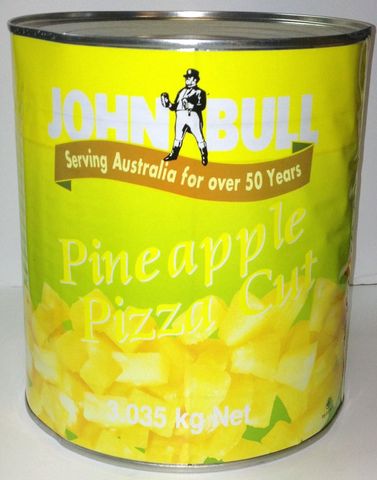 JOHN BULL
Serving Australia for over 50 Years
Pineapple
Pizza Cut
3.035 kg Net